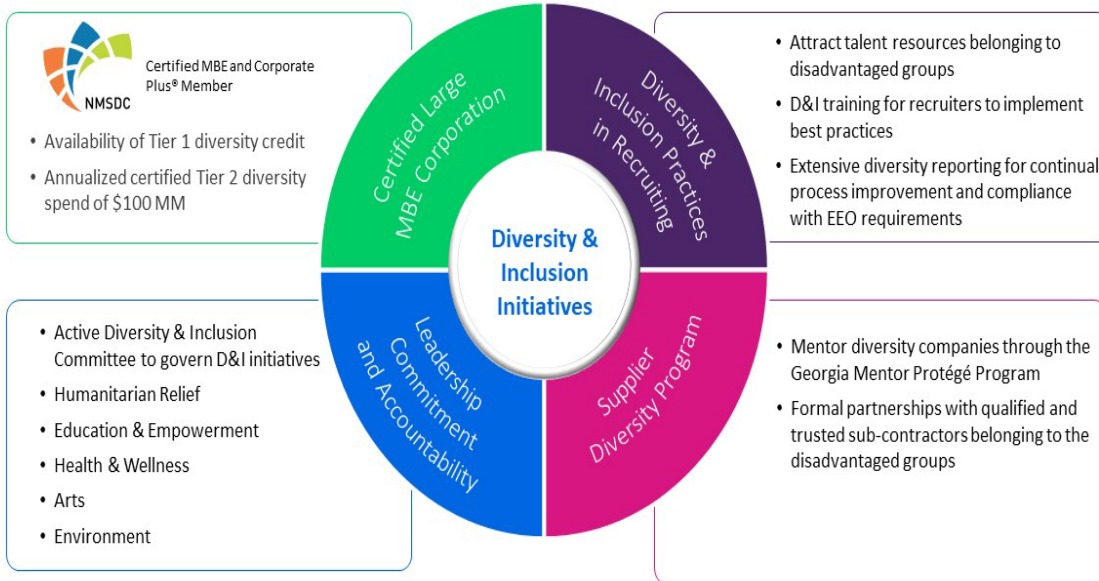 NMSDC
Certified MBE and Corporate
Plus® Member
• Availability of Tier 1 diversity credit
• Annualized certified Tier 2 diversity
spend of $100 MM
Certified Large
MBE Corporation
Diversity &
Inclusion Practices
in Recruiting
• Attract talent resources belonging to
disadvantaged groups
• D&I training for recruiters to implement
best practices
• Extensive diversity reporting for continual
process improvement and compliance
with EEO requirements
Diversity &
Inclusion
Initiatives
• Active Diversity & Inclusion
Committee to govern D&I initiatives
• Humanitarian Relief
• Education & Empowerment
• Health & Wellness
• Arts
• Environment
Leadership
Commitment
and Accountability
Supplier
Diversity Program
• Mentor diversity companies through the
Georgia Mentor Protégé Program
• Formal partnerships with qualified and
trusted sub-contractors belonging to the
disadvantaged groups